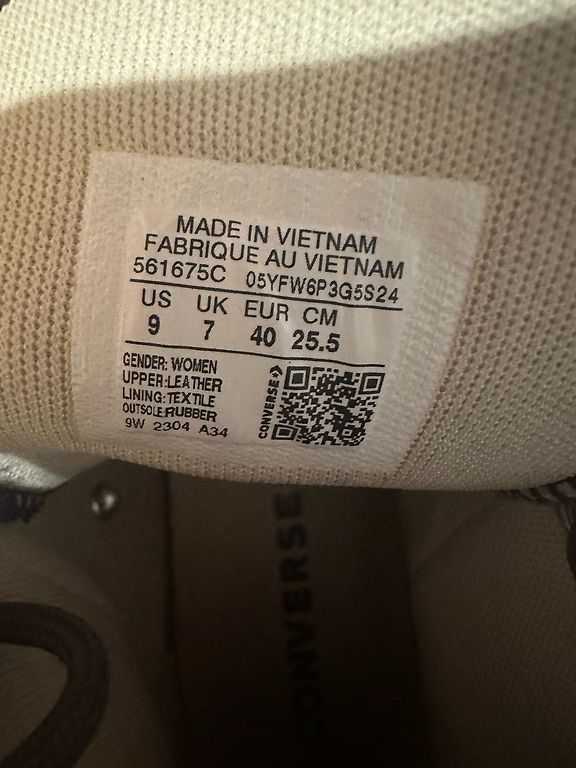 MADE IN VIETNAM
FABRIQUE AU VIETNAM
561675C 05YFW6P3G5S24
US UK EUR CM
9 7 40 25.5
GENDER: WOMEN
UPPER:LEATHER
LINING:TEXTILE
OUTSOLE:RUBBER
9W 2304 A34
CONVERSE
CONVERSE